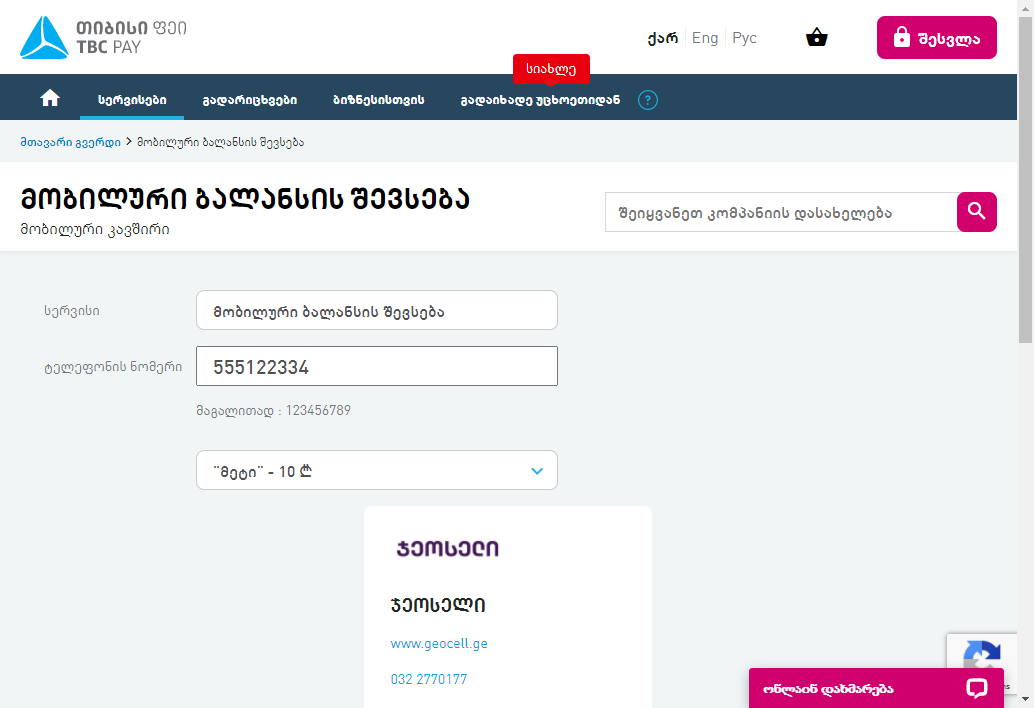 თიბისი ფეი
TBC PAY
ქარ Eng Рус
შესვლა
სიახლე
სერვისები გადარიცხვები ბიზნესისთვის გადაიხადე უცხოეთიდან ?
მთავარი გვერდი > მობილური ბალანსის შევსება
მობილური ბალანსის შევსება
მობილური კავშირი
შეიყვანეთ კომპანიის დასახელება
სერვისი მობილური ბალანსის შევსება
ტელეფონის ნომერი 555122334
მაგალითად : 123456789
"მეტი" - 10 ₾
ჯეოსელი
ჯეოსელი
www.geocell.ge
032 2770177
ონლაინ დახმარება